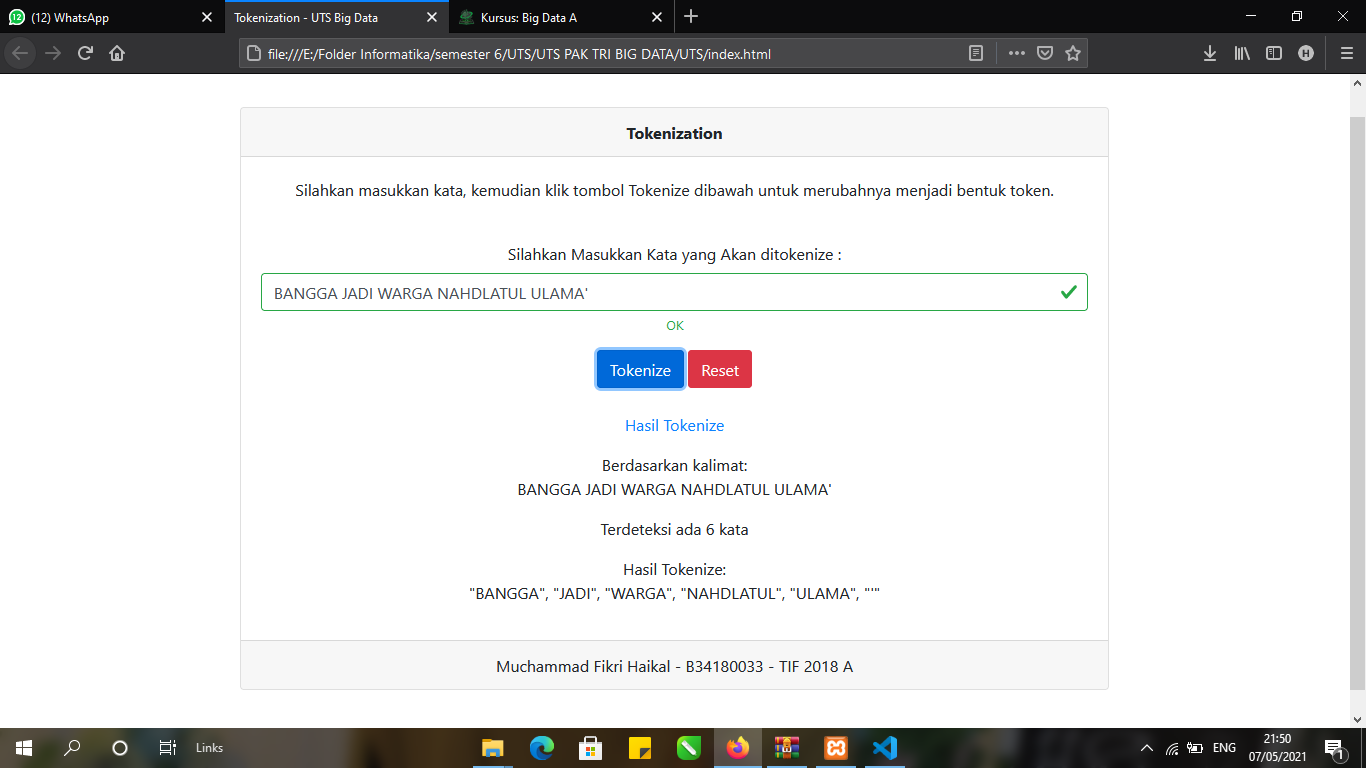 (12) WhatsApp
Tokenization - UTS Big Data
Kursus: Big Data A
file:///E:/Folder Informatika/semester 6/UTS/UTS PAK TRI BIG DATA/UTS/index.html
Tokenization
Silahkan masukkan kata, kemudian klik tombol Tokenize dibawah untuk merubahnya menjadi bentuk token.
Silahkan Masukkan Kata yang Akan ditokenize :
BANGGA JADI WARGA NAHDLATUL ULAMA'
OK
Tokenize Reset
Hasil Tokenize
Berdasarkan kalimat:
BANGGA JADI WARGA NAHDLATUL ULAMA'
Terdeteksi ada 6 kata
Hasil Tokenize:
"BANGGA", "JADI", "WARGA", "NAHDLATUL", "ULAMA", "'"
Muchammad Fikri Haikal - B34180033 - TIF 2018 A
Links
ENG
21:50
07/05/2021
1